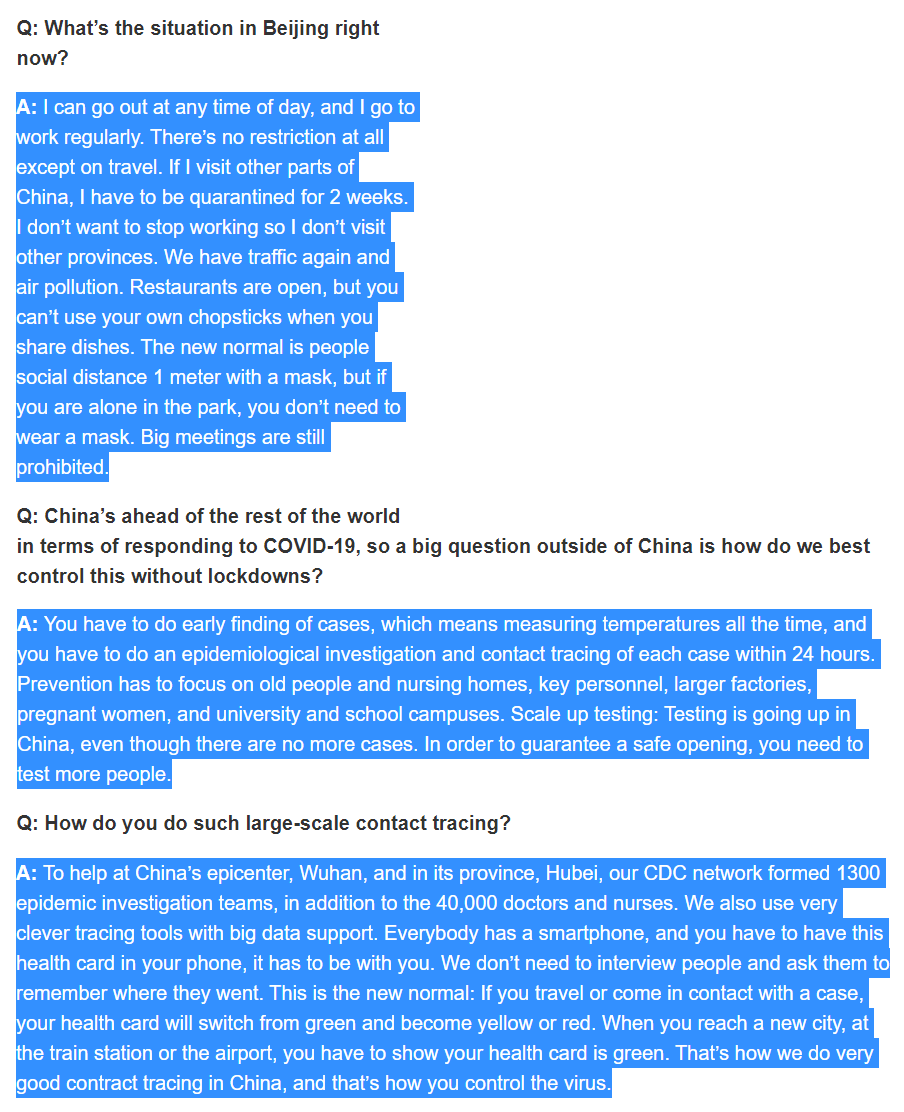 Q: What’s the situation in Beijing right
now?
A: I can go out at any time of day, and I go to
work regularly. There’s no restriction at all
except on travel. If I visit other parts of
China, I have to be quarantined for 2 weeks.
I don’t want to stop working so I don’t visit
other provinces. We have traffic again and
air pollution. Restaurants are open, but you
can’t use your own chopsticks when you
share dishes. The new normal is people
social distance 1 meter with a mask, but if
you are alone in the park, you don’t need to
wear a mask. Big meetings are still
prohibited.
Q: China’s ahead of the rest of the world
in terms of responding to COVID-19, so a big question outside of China is how do we best
control this without lockdowns?
A: You have to do early finding of cases, which means measuring temperatures all the time, and
you have to do an epidemiological investigation and contact tracing of each case within 24 hours.
Prevention has to focus on old people and nursing homes, key personnel, larger factories,
pregnant women, and university and school campuses. Scale up testing: Testing is going up in
China, even though there are no more cases. In order to guarantee a safe opening, you need to
test more people.
Q: How do you do such large-scale contact tracing?
A: To help at China’s epicenter, Wuhan, and in its province, Hubei, our CDC network formed 1300
epidemic investigation teams, in addition to the 40,000 doctors and nurses. We also use very
clever tracing tools with big data support. Everybody has a smartphone, and you have to have this
health card in your phone, it has to be with you. We don’t need to interview people and ask them to
remember where they went. This is the new normal: If you travel or come in contact with a case,
your health card will switch from green and become yellow or red. When you reach a new city, at
the train station or the airport, you have to show your health card is green. That’s how we do very
good contract tracing in China, and that’s how you control the virus.